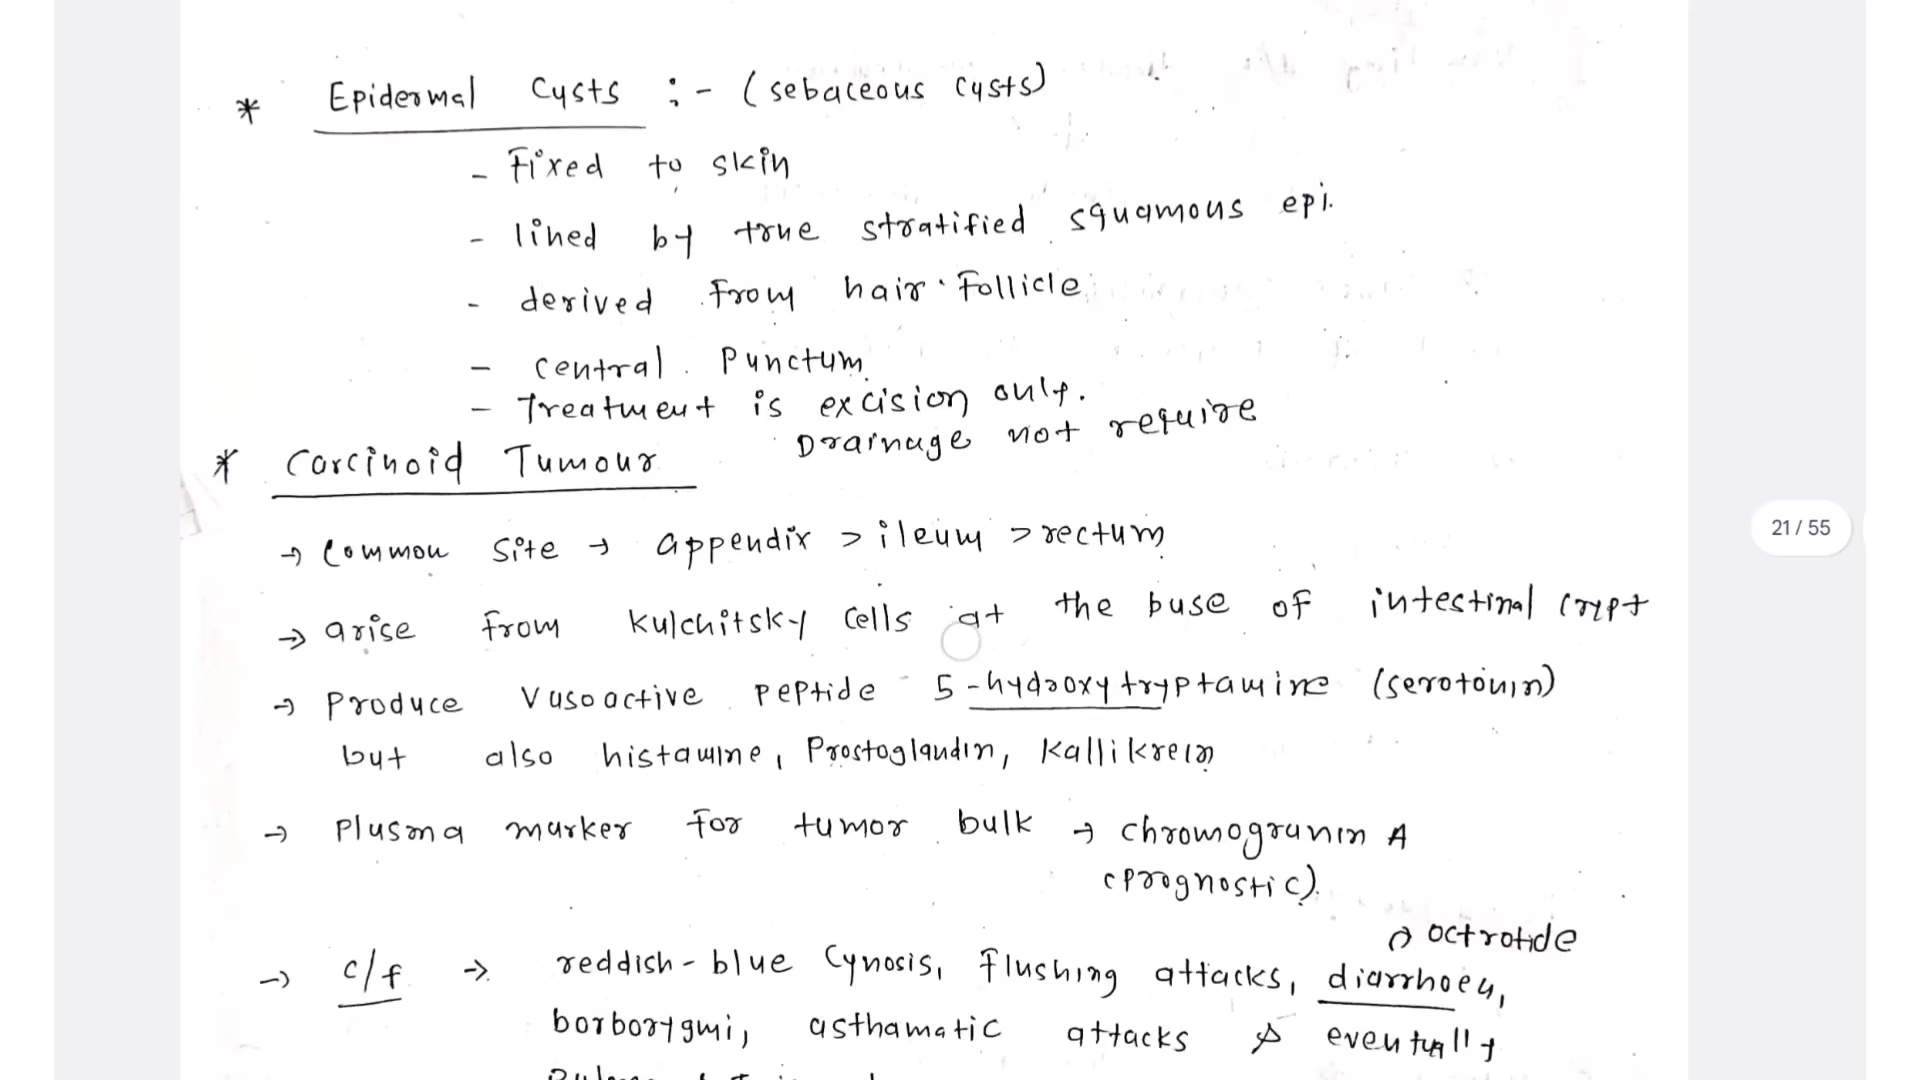 * Epidermal Cysts :- (sebaceous cysts)
- Fixed to skin
- lined by true stratified squamous epi.
- derived from hair follicle
- central Punctum
- Treatment is excision only.
Drainage not require
* Carcinoid Tumour
→ Common Site → appendix > ileum > rectum
→ arise from kulchitsky cells at the base of intestinal crypt
→ Produce Vasoactive peptide 5-hydroxytryptamine (serotonin)
but also histamine, Prostoglandin, Kallikrein
→ Plasma marker for tumor bulk → chromogranin A
(Prognostic).
→ octrotide
→ c/f → reddish-blue Cynosis, Flushing attacks, diarrhoea,
borborygmi, asthamatic attacks & eventually
21 / 55